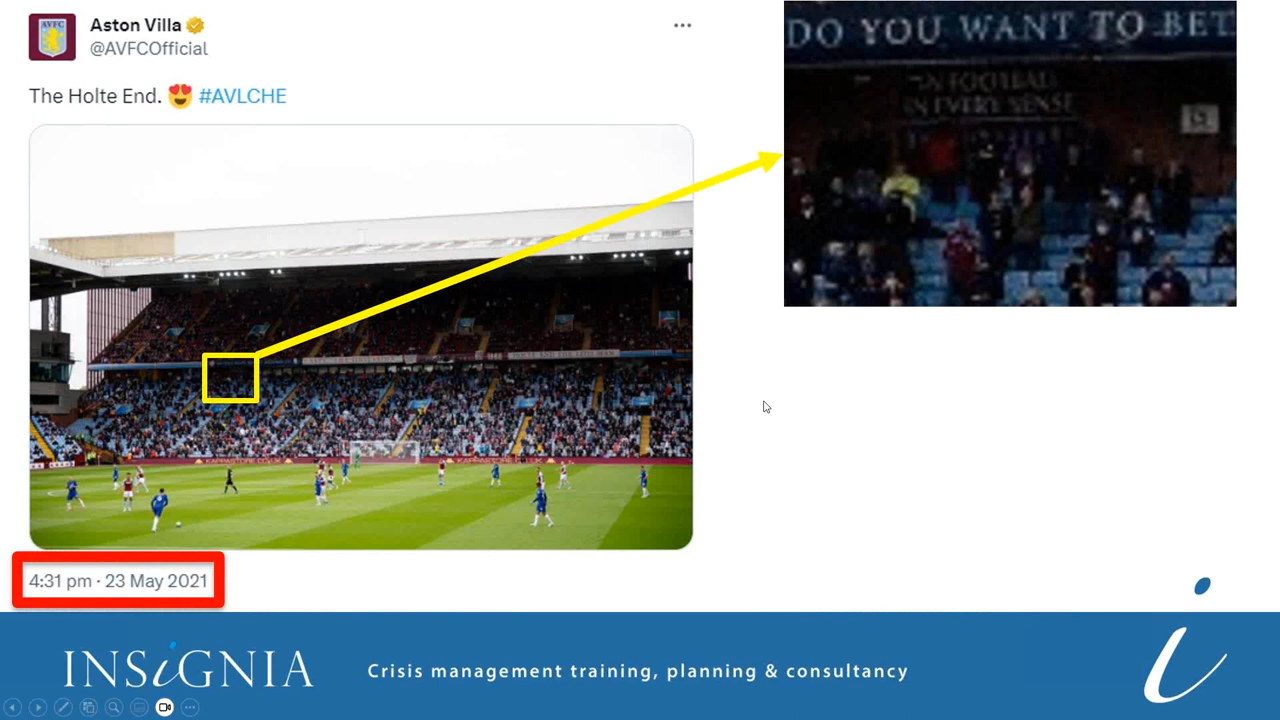 Aston Villa
@AVFCOfficial
The Holte End. 😍 #AVLCHE
DO YOU WANT TO BET
IN FOOTBALL
IN EVERY SENSE
4:31 pm · 23 May 2021
INSiGNIA
Crisis management training, planning & consultancy
i